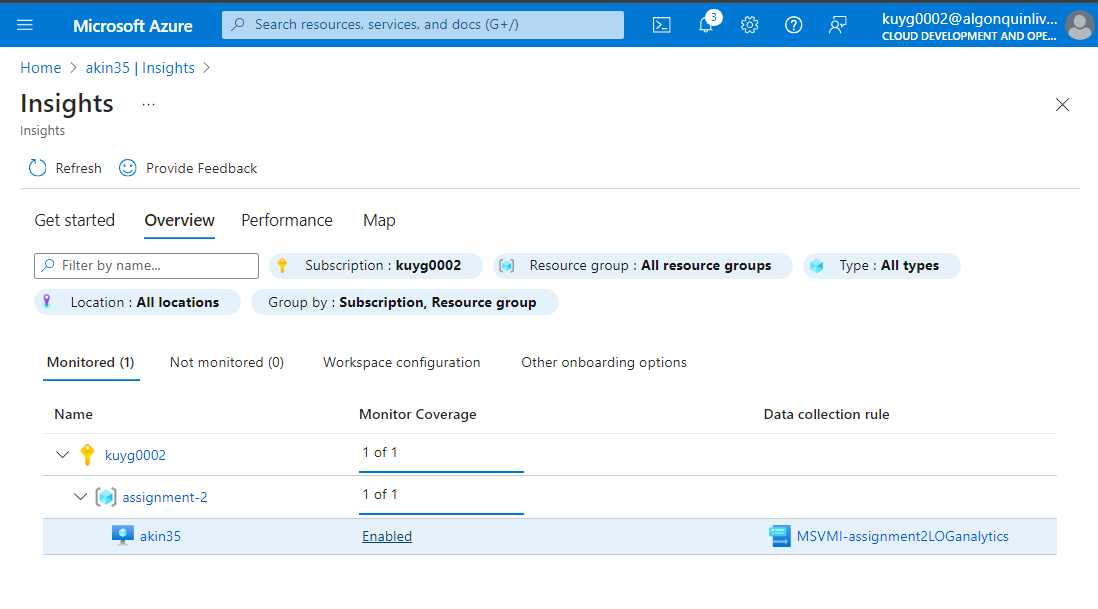 Microsoft Azure
Search resources, services, and docs (G+/)
3
kuyg0002@algonquinliv...
CLOUD DEVELOPMENT AND OPE...
Home > akin35 | Insights >
Insights ...
Insights
Refresh Provide Feedback
Get started Overview Performance Map
Filter by name... Subscription : kuyg0002 Resource group : All resource groups Type : All types
Location : All locations Group by : Subscription, Resource group
Monitored (1) Not monitored (0) Workspace configuration Other onboarding options
Name Monitor Coverage Data collection rule
kuyg0002 1 of 1
assignment-2 1 of 1
akin35 Enabled MSVMI-assignment2LOGanalytics